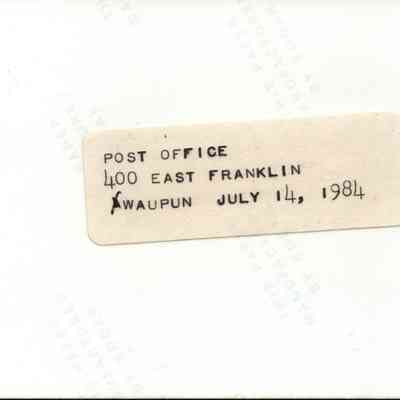 POST OFFICE
400 EAST FRANKLIN
WAUPUN JULY 14, 1984